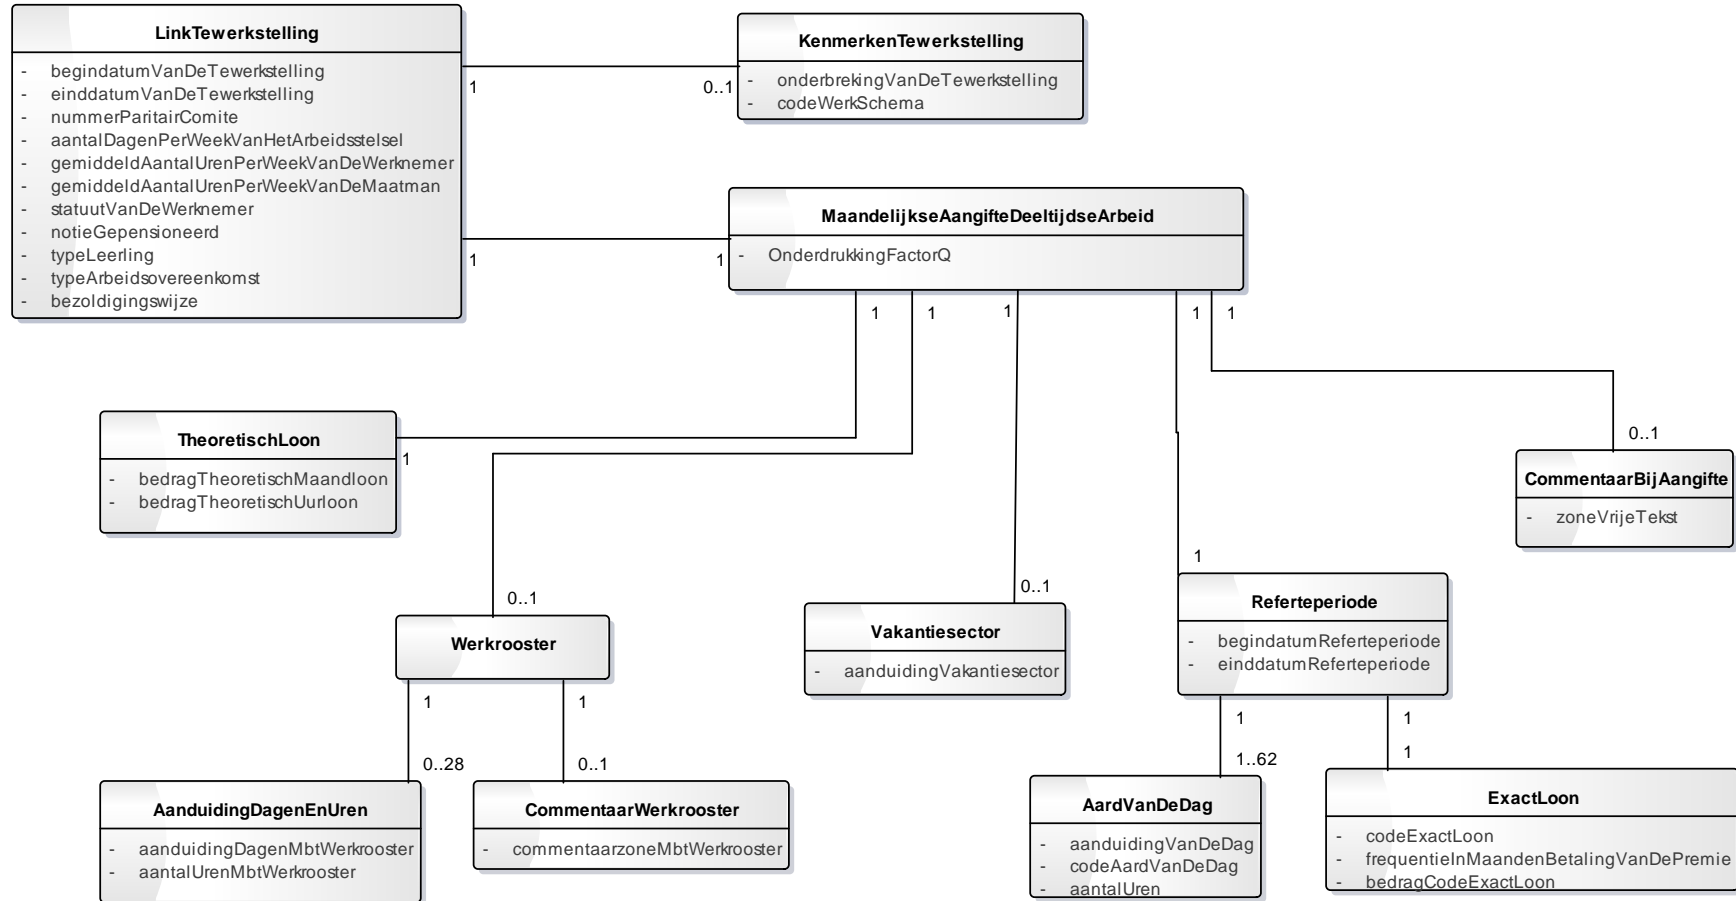 LinkTewerkstelling
- begindatumVanDeTewerkstelling
- einddatumVanDeTewerkstelling
- nummerParitairComite
- aantalDagenPerWeekVanHetArbeidsstelsel
- gemiddeldAantalUrenPerWeekVanDeWerknemer
- gemiddeldAantalUrenPerWeekVanDeMaatman
- statuutVanDeWerknemer
- notieGepensioneerd
- typeLeerling
- typeArbeidsovereenkomst
- bezoldigingswijze
1
0..1
KenmerkenTewerkstelling
- onderbrekingVanDeTewerkstelling
- codeWerkSchema
1
1
MaandelijkseAangifteDeeltijdseArbeid
- OnderdrukkingFactorQ
1
1
1
1
1
TheoretischLoon
- bedragTheoretischMaandloon
- bedragTheoretischUurloon
1
0..1
CommentaarBijAangifte
- zoneVrijeTekst
0..1
Werkrooster
0..1
Vakantiesector
- aanduidingVakantiesector
1
Referteperiode
- begindatumReferteperiode
- einddatumReferteperiode
1
1
1
1
0..28
0..1
1..62
1
AanduidingDagenEnUren
- aanduidingDagenMbtWerkrooster
- aantalUrenMbtWerkrooster
CommentaarWerkrooster
- commentaarzoneMbtWerkrooster
AardVanDeDag
- aanduidingVanDeDag
- codeAardVanDeDag
- aantalUren
ExactLoon
- codeExactLoon
- frequentieInMaandenBetalingVanDePremie
- bedragCodeExactLoon